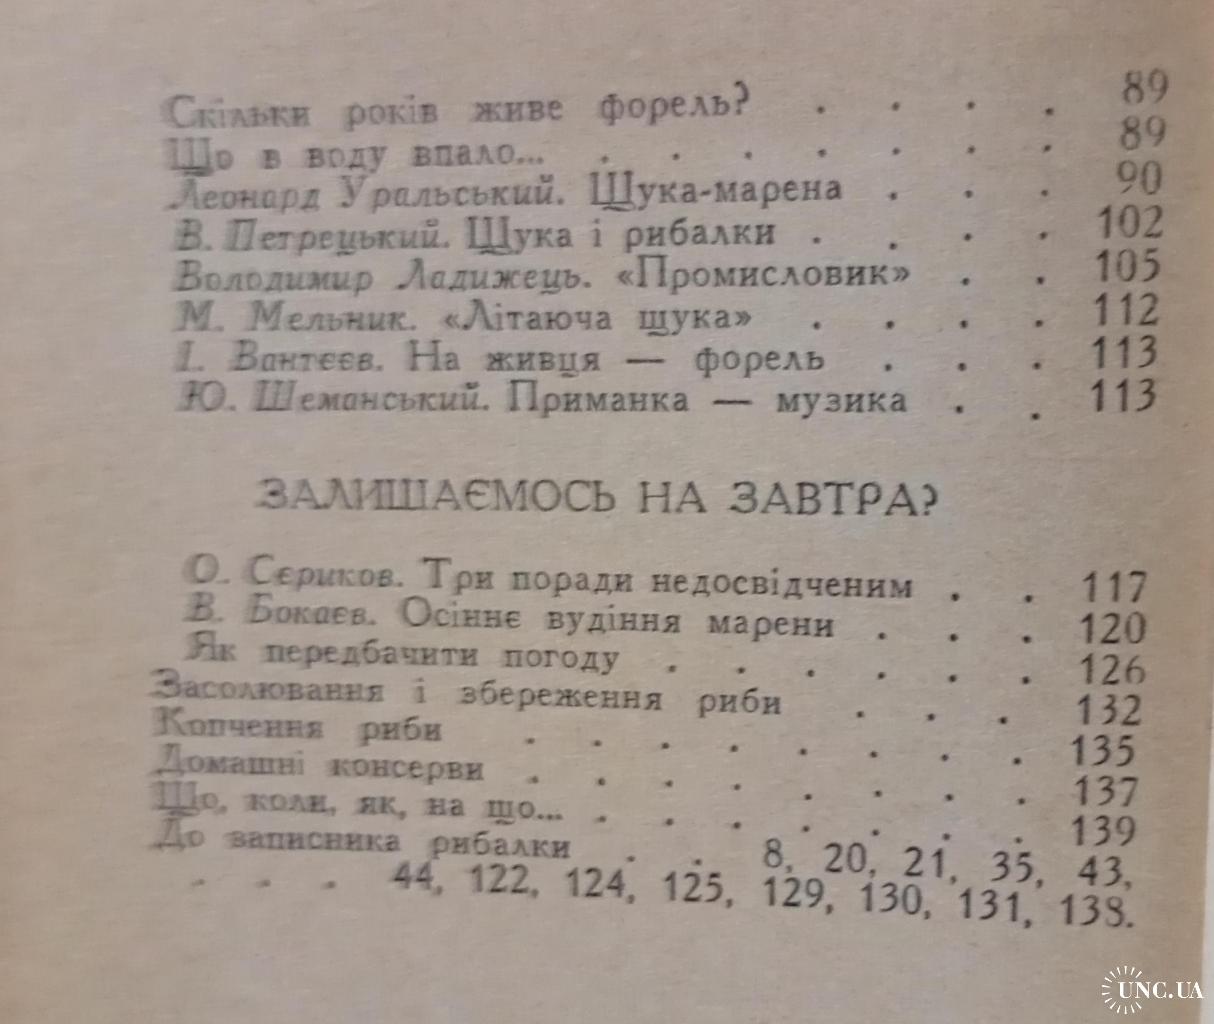 Скільки років живе форель? . . . . 89
Що в воду впало... . . . . . . . 89
Леонард Уральський. Щука-марена . . . 90
В. Петрецький. Щука і рибалки . . . . 102
Володимир Ладижець. «Промисловик» . . 105
М. Мельник. «Літаюча щука» . . . . 112
І. Вантєєв. На живця — форель . . . 113
Ю. Шеманський. Приманка — музика . . 113
ЗАЛИШАЄМОСЬ НА ЗАВТРА?
О. Сєриков. Три поради недосвідченим . . 117
В. Бокаєв. Осіннє вудіння марени . . . 120
Як передбачити погоду . . . . . . 126
Засолювання і збереження риби . . . 132
Копчення риби . . . . . . . . 135
Домашні консерви . . . . . . . . 137
Що, коли, як, на що... . . . . . . . 139
До записника рибалки . . 8, 20, 21, 35, 43,
. . . 44, 122, 124, 125, 129, 130, 131, 138.
UNC.UA